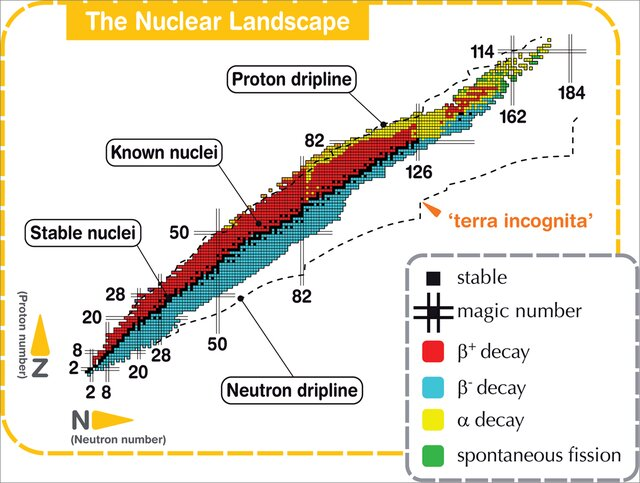 The Nuclear Landscape
114
Proton dripline
184
162
82
Known nuclei
126
50
Stable nuclei
'terra incognita'
28
82
20
50
8
28
2
20
2 8
Z
(Proton number)
Neutron dripline
N
(Neutron number)
stable
magic number
β+ decay
β- decay
α decay
spontaneous fission